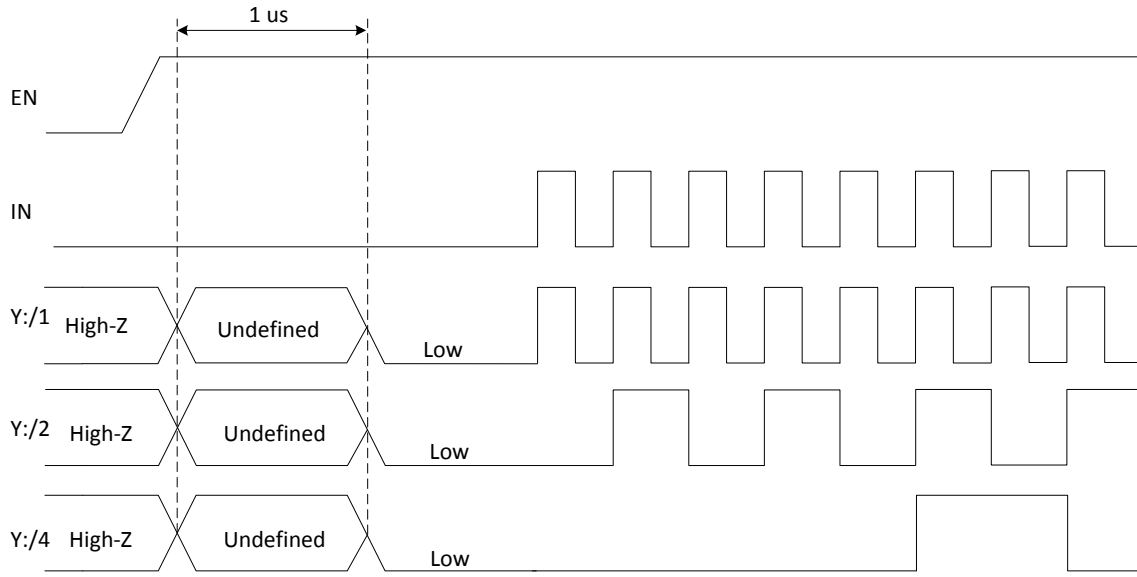 1 us
EN
IN
Y:/1 High-Z Undefined Low
Y:/2 High-Z Undefined Low
Y:/4 High-Z Undefined Low